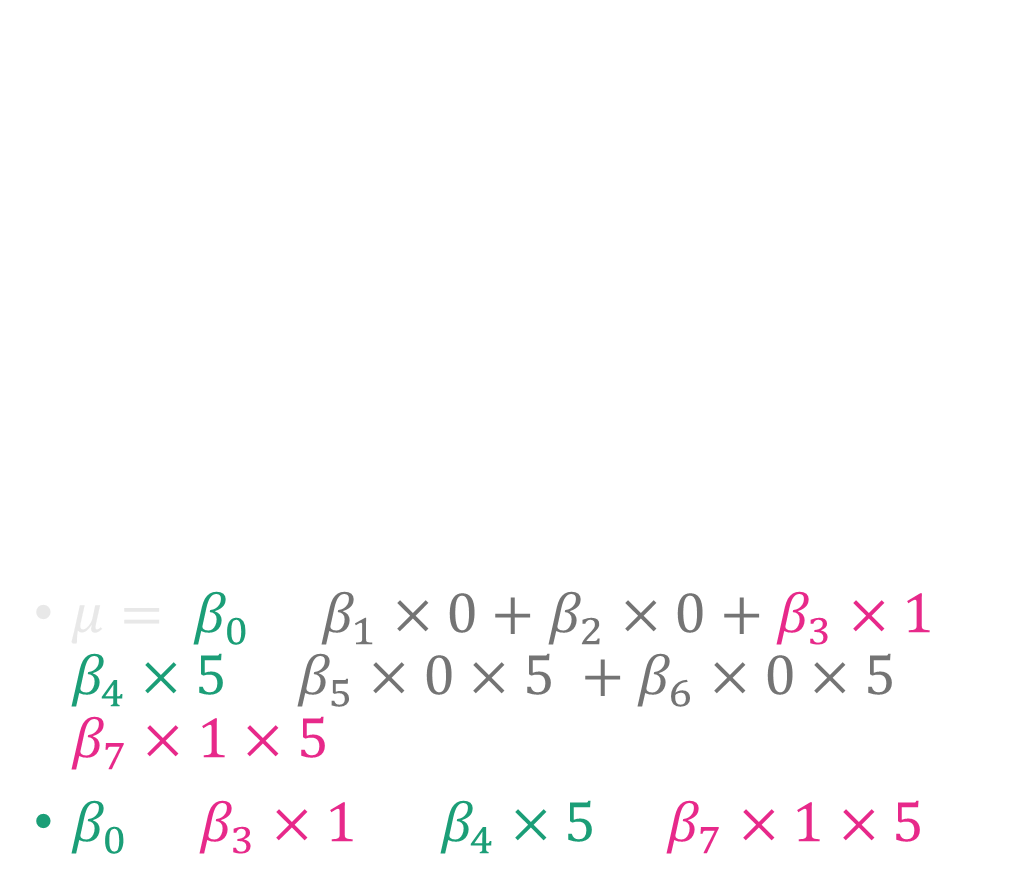 • μ = β₀ β₁ × 0 + β₂ × 0 + β₃ × 1
β₄ × 5 β₅ × 0 × 5 + β₆ × 0 × 5
β₇ × 1 × 5
• β₀ β₃ × 1 β₄ × 5 β₇ × 1 × 5